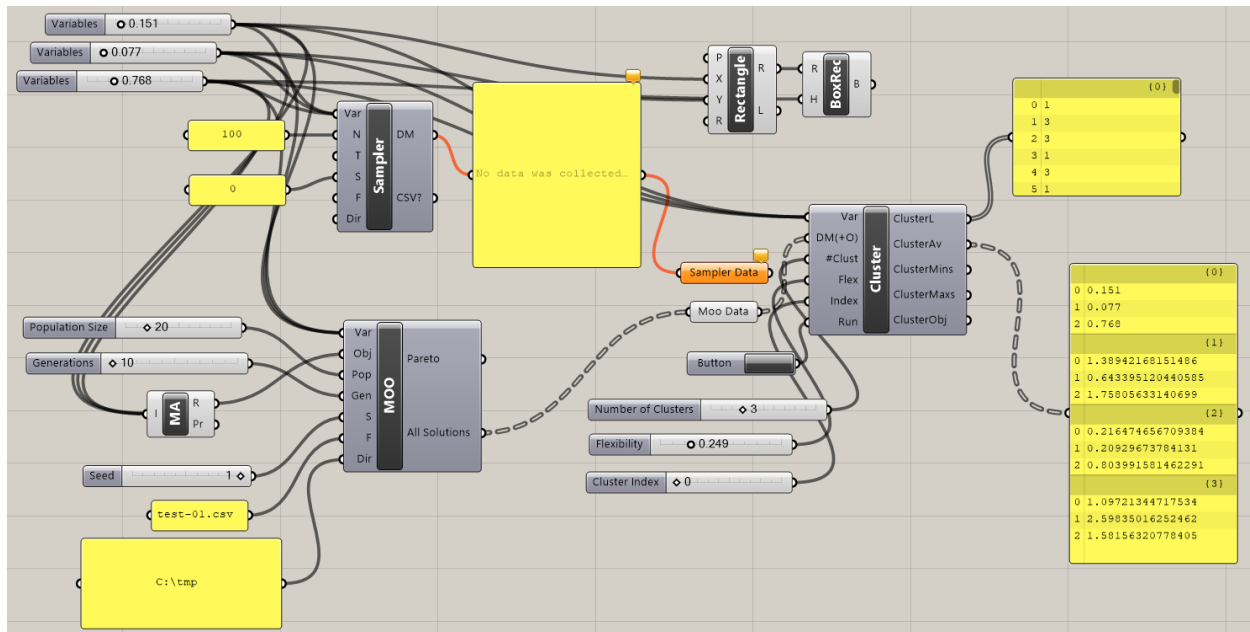 Variables 0.151
Variables 0.077
Variables 0.768
100
0
Var
N
T
S
F
Dir
Sampler
DM
CSV?
No data was collected…
P
X
Y
R
Rectangle
R
L
R
H
BoxRec
B
{0}
0 1
1 3
2 3
3 1
4 3
5 1
Sampler Data
Moo Data
Var
DM(+O)
#Clust
Flex
Index
Run
Cluster
ClusterL
ClusterAv
ClusterMins
ClusterMaxs
ClusterObj
Button
Number of Clusters 3
Flexibility 0.249
Cluster Index 0
{0}
0 0.151
1 0.077
2 0.768
{1}
0 1.38942168151486
1 0.643395120440585
2 1.75805633140699
{2}
0 0.216474656709384
1 0.20929673784131
2 0.803991581462291
{3}
0 1.09721344717534
1 2.59835016252462
2 1.58156320778405
Population Size 20
Generations 10
I
MA
R
Pr
Var
Obj
Pop
Gen
S
F
Dir
MOO
Pareto
All Solutions
Seed 1
test-01.csv
C:\tmp